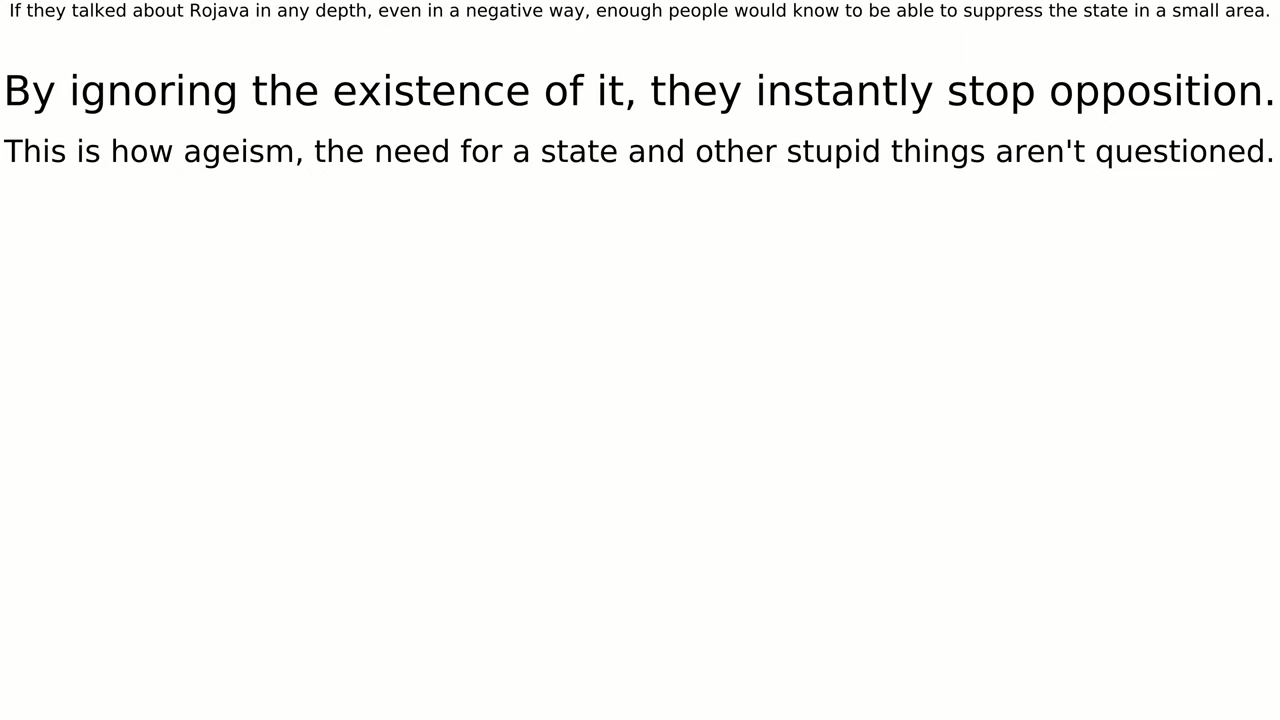 If they talked about Rojava in any depth, even in a negative way, enough people would know to be able to suppress the state in a small area.
By ignoring the existence of it, they instantly stop opposition.
This is how ageism, the need for a state and other stupid things aren't questioned.